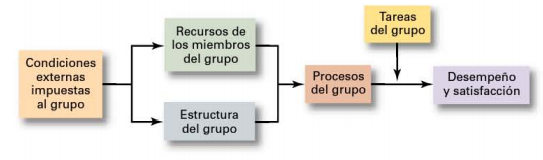 Condiciones
externas
impuestas
al grupo
Recursos de
los miembros
del grupo
Estructura
del grupo
Procesos
del grupo
Tareas
del grupo
Desempeño
y satisfacción